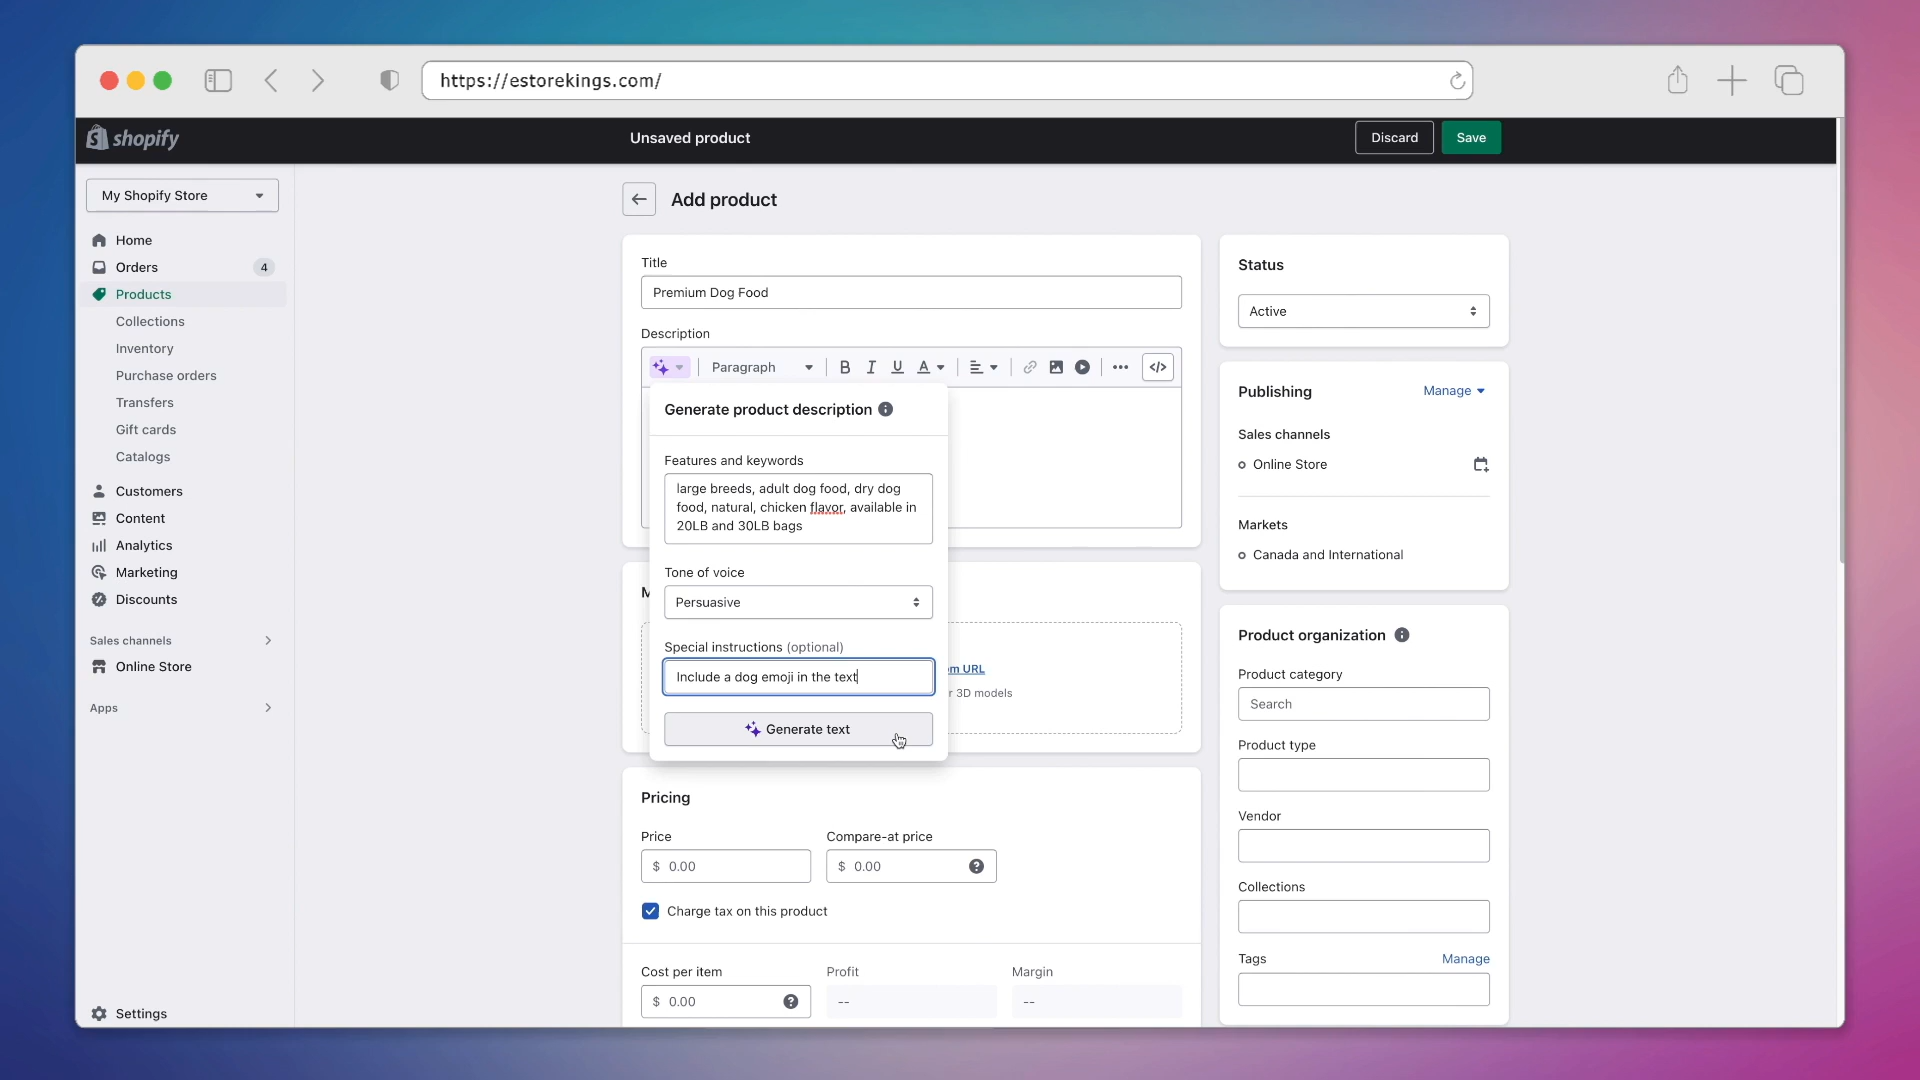 https://estorekings.com/
shopify
Unsaved product
Discard
Save
My Shopify Store
Home
Orders
4
Products
Collections
Inventory
Purchase orders
Transfers
Gift cards
Catalogs
Customers
Content
Analytics
Marketing
Discounts
Sales channels
Online Store
Apps
Settings
Add product
Title
Premium Dog Food
Description
Paragraph
B I U A
</>
Generate product description
Features and keywords
large breeds, adult dog food, dry dog
food, natural, chicken flavor, available in
20LB and 30LB bags
Tone of voice
Persuasive
Special instructions (optional)
Include a dog emoji in the text
Generate text
M
m URL
r 3D models
Pricing
Price
Compare-at price
$ 0.00
$ 0.00
Charge tax on this product
Cost per item
Profit
Margin
$ 0.00
--
--
Status
Active
Publishing
Manage
Sales channels
Online Store
Markets
Canada and International
Product organization
Product category
Search
Product type
Vendor
Collections
Tags
Manage